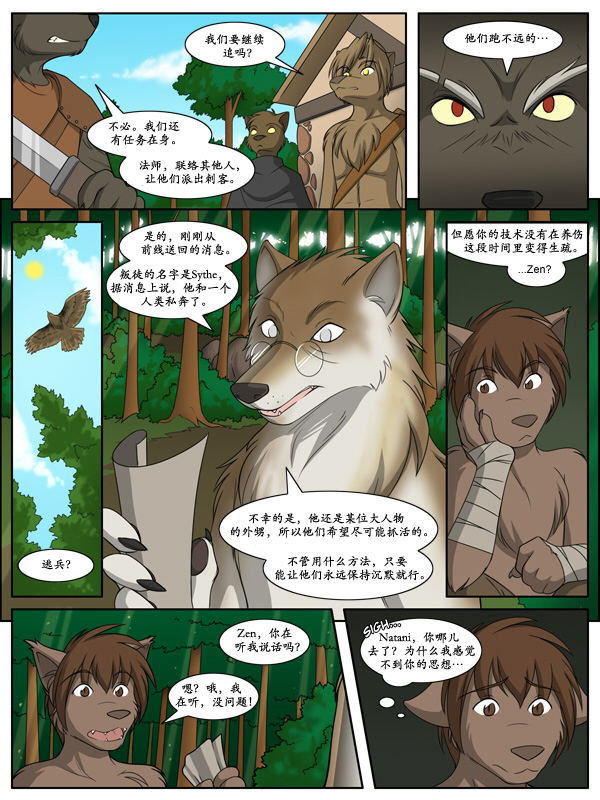 我们要继续
追吗？
不必。我们还
有任务在身。
法师，联络其他人，
让他们派出刺客。
他们跑不远的…
逃兵？
是的，刚刚从
前线送回的消息。
叛徒的名字是Sythe，
据消息上说，他和一个
人类私奔了。
不幸的是，他还是某位大人物
的外甥，所以他们希望尽可能抓活的。
不管用什么方法，只要
能让他们永远保持沉默就行。
但愿你的技术没有在养伤
这段时间里变得生疏。
...Zen?
Zen，你在
听我说话吗？
嗯？哦，我
在听，没问题！
SIGH...
Natani，你哪儿
去了？为什么我感觉
不到你的思想…